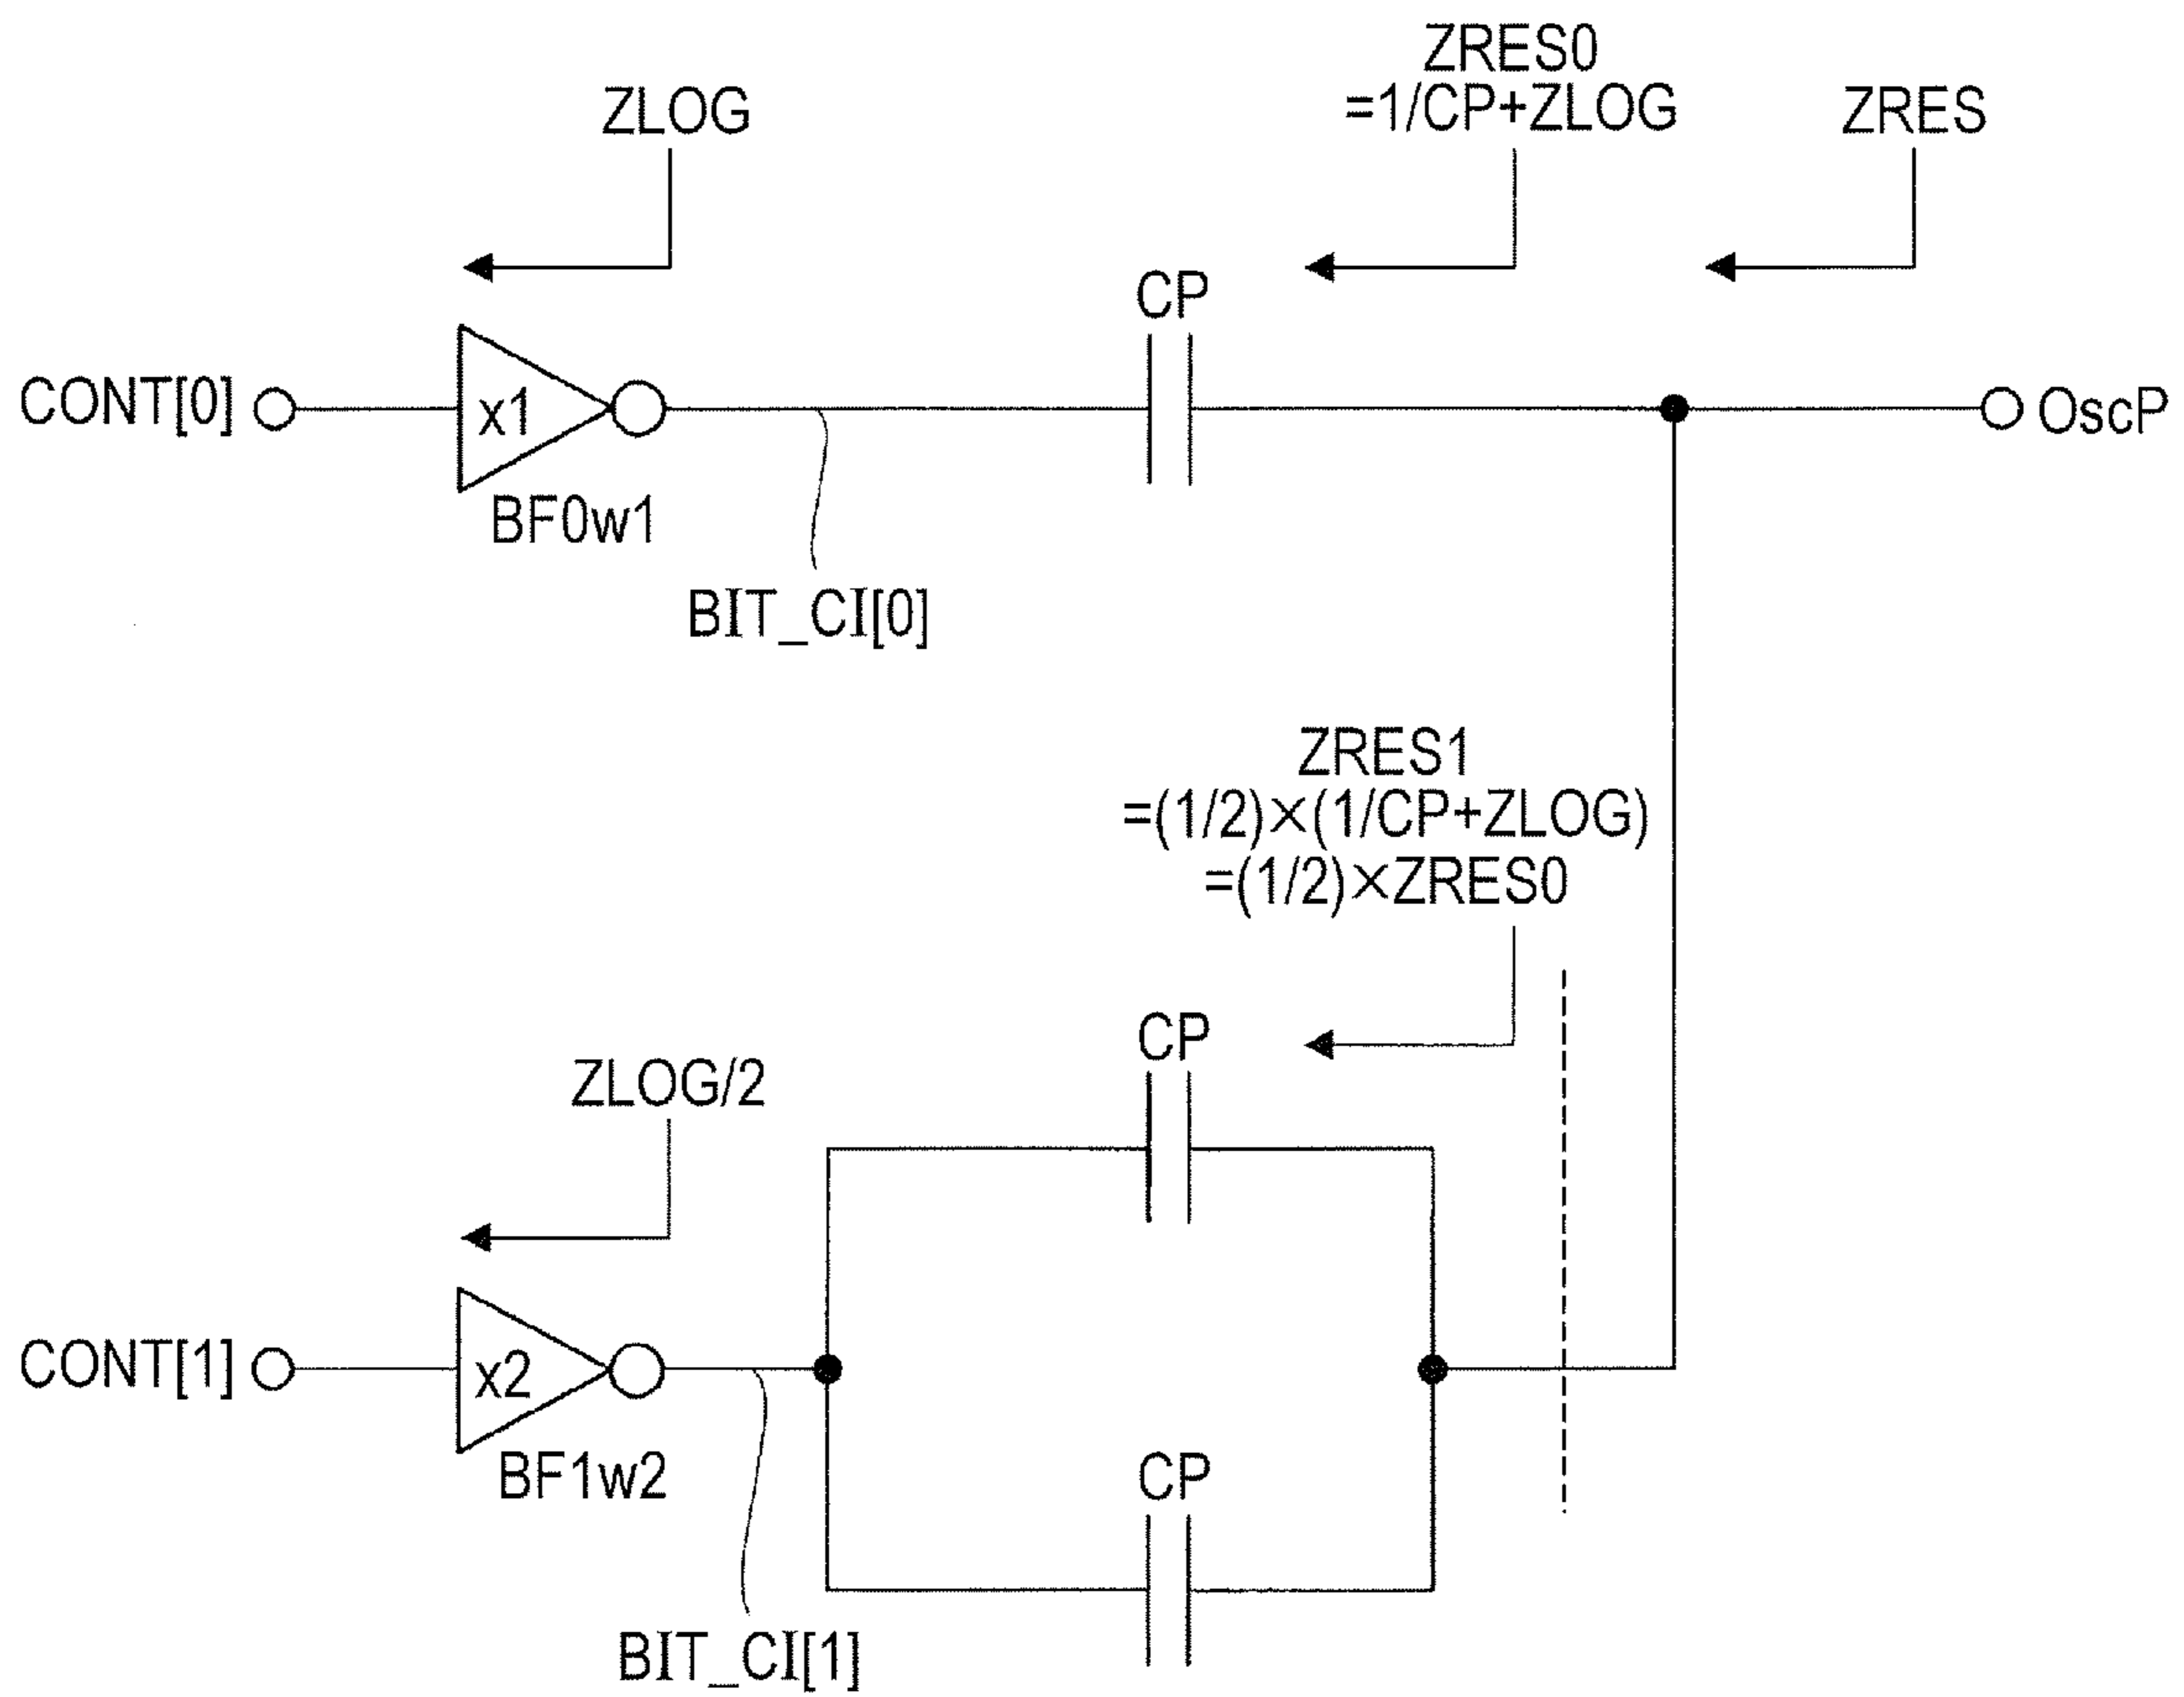 ZRES0
=1/CP+ZLOG
ZLOG
ZRES
CP
CONT[0]
x1
OscP
BF0w1
BIT_CI[0]
ZRES1
=(1/2)×(1/CP+ZLOG)
=(1/2)×ZRES0
CP
ZLOG/2
CONT[1]
x2
BF1w2
CP
BIT_CI[1]